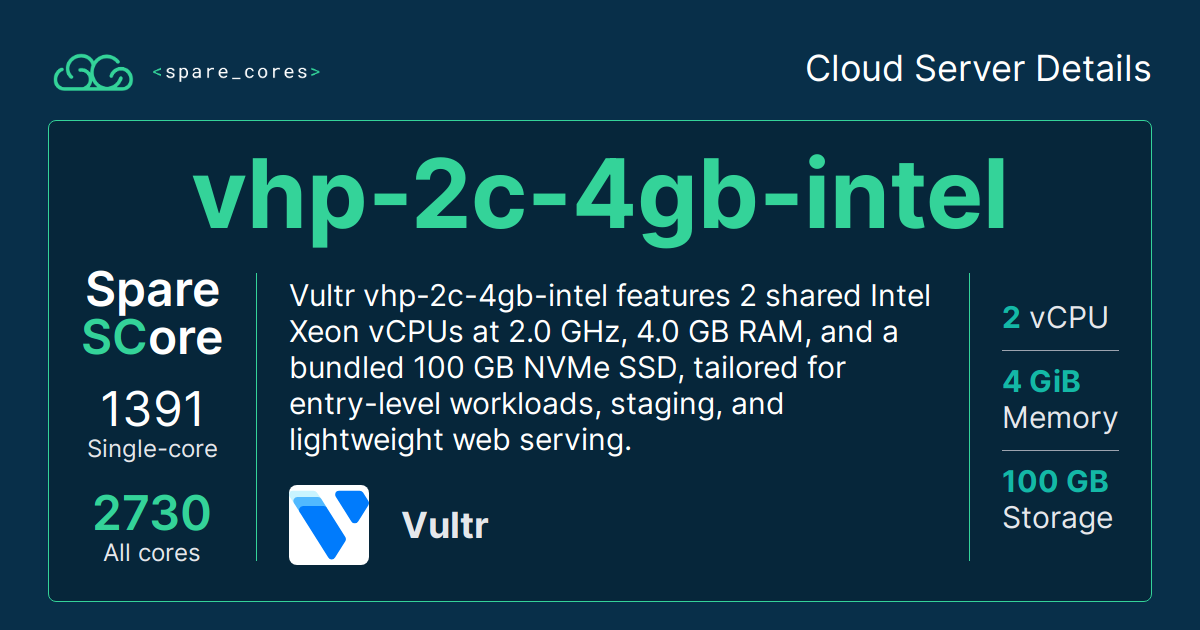 <spare_cores>
Cloud Server Details
vhp-2c-4gb-intel
Spare
SCore
1391
Single-core
2730
All cores
Vultr vhp-2c-4gb-intel features 2 shared Intel
Xeon vCPUs at 2.0 GHz, 4.0 GB RAM, and a
bundled 100 GB NVMe SSD, tailored for
entry-level workloads, staging, and
lightweight web serving.
Vultr
2 vCPU
4 GiB
Memory
100 GB
Storage